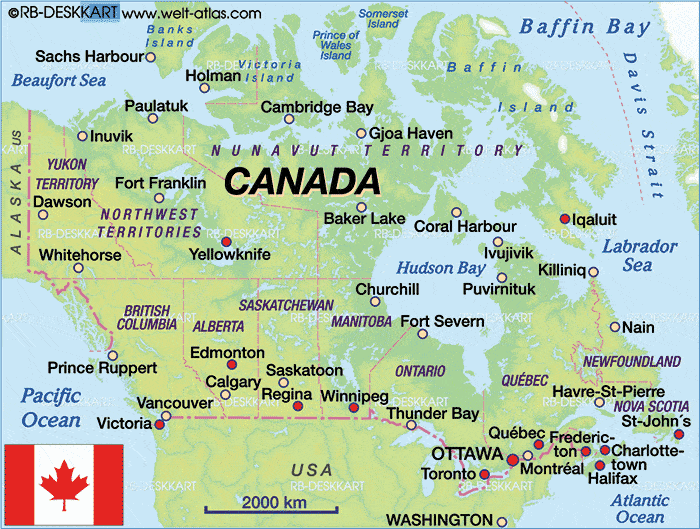 ©RB-DESKKART www.welt-atlas.com
Somerset
Island
Baffin Bay
Banks
Island
Prince of
Wales
Island
Sachs Harbour
Victoria
Island
RB-DESKKART
RB-DESKKART
Baffin
Island
Davis Strait
Beaufort Sea
Holman
Paulatuk
Cambridge Bay
Inuvik
Gjoa Haven
RB-DESKKART
NUNAVUT TERRITORY
ALASKA
US
YUKON
TERRITORY
Fort Franklin
CANADA
Dawson
NORTHWEST
TERRITORIES
Baker Lake
Coral Harbour
Iqaluit
Yellowknife
Ivujivik
Labrador
Sea
Whitehorse
Hudson Bay
Killiniq
Puvirnituk
Churchill
BRITISH
COLUMBIA
ALBERTA
SASKATCHEWAN
MANITOBA
Fort Severn
Nain
Prince Ruppert
Edmonton
Saskatoon
ONTARIO
QUÉBEC
NEWFOUNDLAND
Calgary
Regina
Winnipeg
Havre-St-Pierre
Pacific
Ocean
Vancouver
NOVA SCOTIA
Victoria
Thunder Bay
St-John´s
Québec
Frederic-
ton
Charlotte-
town
OTTAWA
Montréal
Toronto
Halifax
USA
2000 km
Atlantic
Ocean
WASHINGTON